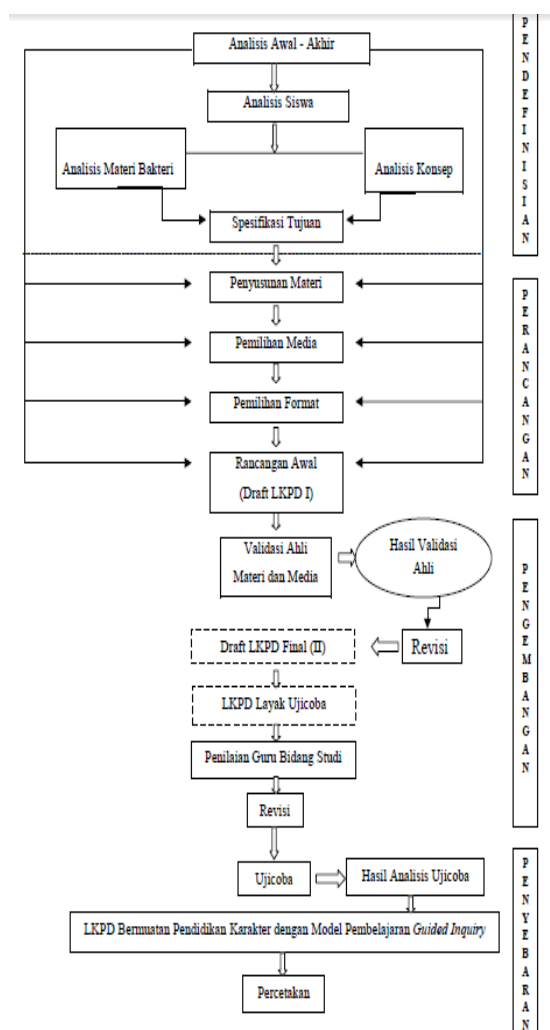 Analisis Awal - Akhir
Analisis Siswa
Analisis Materi Bakteri
Analisis Konsep
Spesifikasi Tujuan
PENDEFINISIAN
Penyusunan Materi
Pemilihan Media
Pemilihan Format
Rancangan Awal
(Draft LKPD I)
PERANCANGAN
Validasi Ahli
Materi dan Media
Hasil Validasi
Ahli
Revisi
Draft LKPD Final (II)
LKPD Layak Ujicoba
Penilaian Guru Bidang Studi
Revisi
PENGEMBANGAN
Ujicoba
Hasil Analisis Ujicoba
LKPD Bermuatan Pendidikan Karakter dengan Model Pembelajaran Guided Inquiry
Percetakan
PENYEBARAN